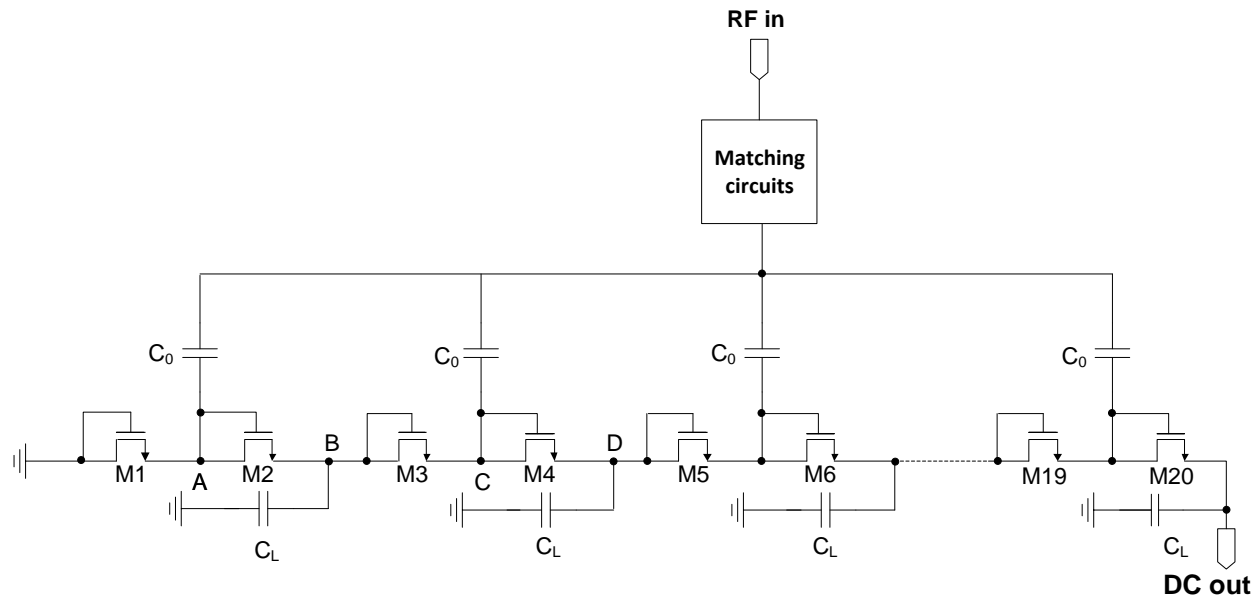 RF in
Matching
circuits
C0
C0
C0
C0
B
D
M1
A
M2
M3
C
M4
M5
M6
M19
M20
CL
CL
CL
CL
DC out